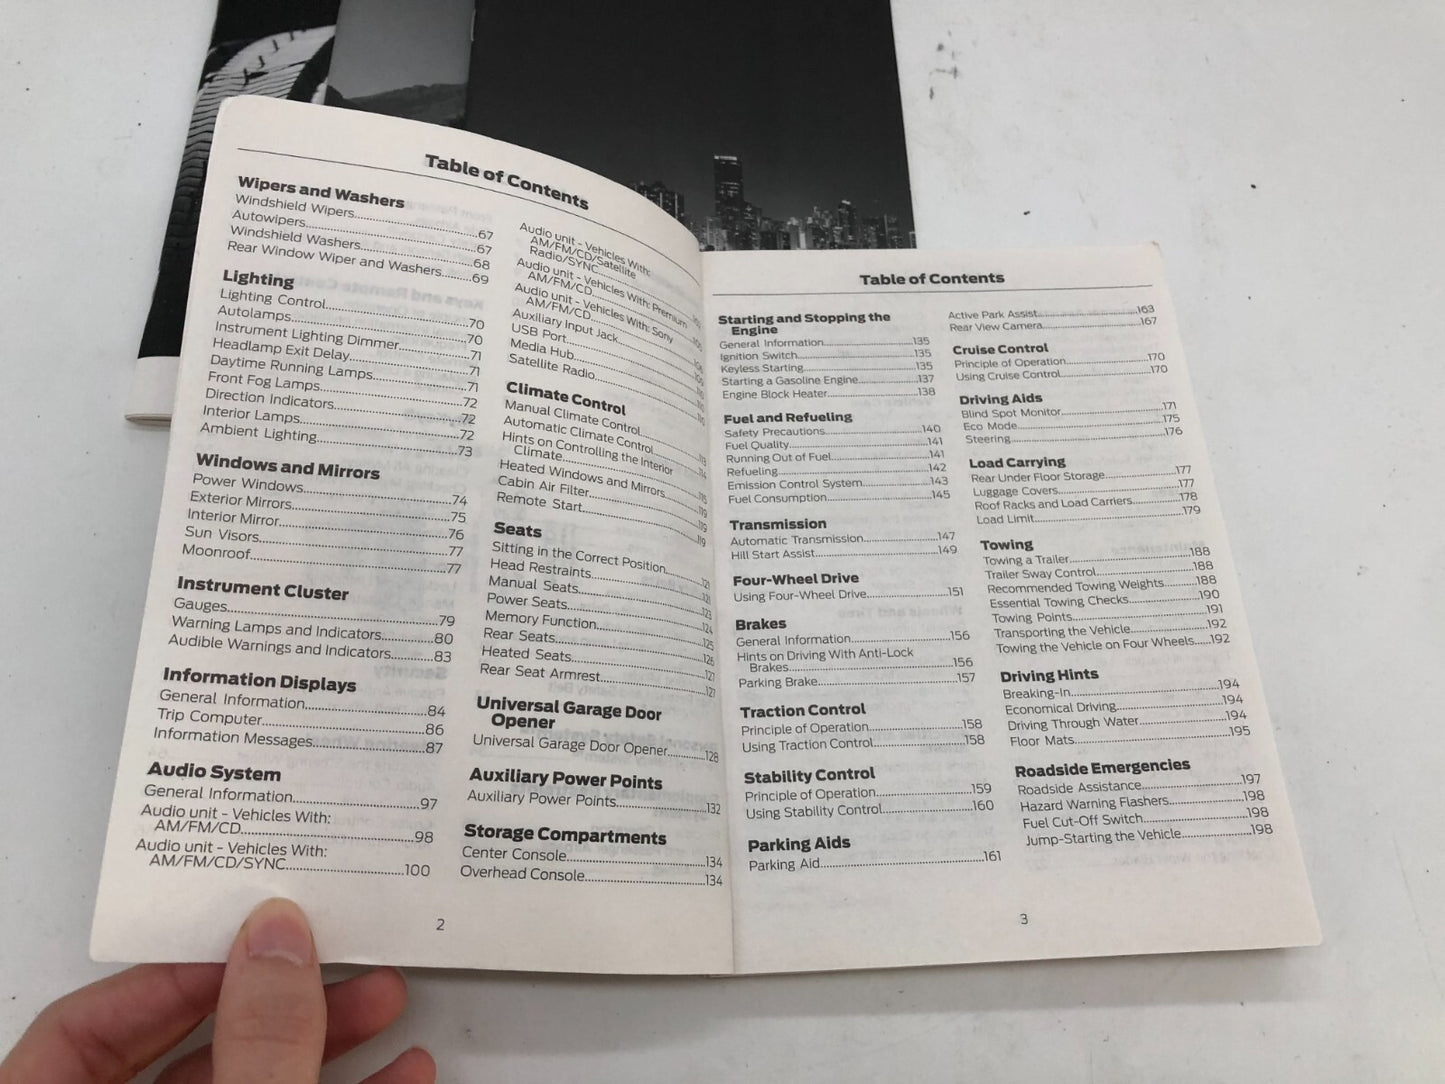 Table of Contents
Wipers and Washers
Windshield Wipers.....67
Autowipers.....67
Windshield Washers.....68
Rear Window Wiper and Washers.....69
Lighting
Lighting Control.....70
Autolamps.....70
Instrument Lighting Dimmer.....71
Headlamp Exit Delay.....71
Daytime Running Lamps.....71
Front Fog Lamps.....72
Direction Indicators.....72
Interior Lamps.....72
Ambient Lighting.....73
Windows and Mirrors
Power Windows.....74
Exterior Mirrors.....75
Interior Mirror.....76
Sun Visors.....77
Moonroof.....77
Instrument Cluster
Gauges.....79
Warning Lamps and Indicators.....80
Audible Warnings and Indicators.....83
Information Displays
General Information.....84
Trip Computer.....86
Information Messages.....87
Audio System
General Information.....97
Audio unit - Vehicles With:
AM/FM/CD.....98
Audio unit - Vehicles With:
AM/FM/CD/SYNC.....100
Audio unit - Vehicles With:
AM/FM/CD/Satellite
Radio/SYNC.....
Audio unit - Vehicles With: Premium
AM/FM/CD.....
Audio unit - Vehicles With: Sony
AM/FM/CD.....
Auxiliary Input Jack.....
USB Port.....
Media Hub.....
Satellite Radio.....110
Climate Control
Manual Climate Control.....
Automatic Climate Control.....113
Hints on Controlling the Interior
Climate.....114
Heated Windows and Mirrors.....115
Cabin Air Filter.....119
Remote Start.....119
Seats
Sitting in the Correct Position.....121
Head Restraints.....121
Manual Seats.....123
Power Seats.....124
Memory Function.....125
Rear Seats.....126
Heated Seats.....127
Rear Seat Armrest.....127
Universal Garage Door
Opener
Universal Garage Door Opener.....128
Auxiliary Power Points
Auxiliary Power Points.....132
Storage Compartments
Center Console.....134
Overhead Console.....134
2
Table of Contents
Starting and Stopping the
Engine
General Information.....135
Ignition Switch.....135
Keyless Starting.....135
Starting a Gasoline Engine.....137
Engine Block Heater.....138
Fuel and Refueling
Safety Precautions.....140
Fuel Quality.....141
Running Out of Fuel.....141
Refueling.....142
Emission Control System.....143
Fuel Consumption.....145
Transmission
Automatic Transmission.....147
Hill Start Assist.....149
Four-Wheel Drive
Using Four-Wheel Drive.....151
Brakes
General Information.....156
Hints on Driving With Anti-Lock
Brakes.....156
Parking Brake.....157
Traction Control
Principle of Operation.....158
Using Traction Control.....158
Stability Control
Principle of Operation.....159
Using Stability Control.....160
Parking Aids
Parking Aid.....161
Active Park Assist.....163
Rear View Camera.....167
Cruise Control
Principle of Operation.....170
Using Cruise Control.....170
Driving Aids
Blind Spot Monitor.....171
Eco Mode.....175
Steering.....176
Load Carrying
Rear Under Floor Storage.....177
Luggage Covers.....177
Roof Racks and Load Carriers.....178
Load Limit.....179
Towing
Towing a Trailer.....188
Trailer Sway Control.....188
Recommended Towing Weights.....188
Essential Towing Checks.....190
Towing Points.....191
Transporting the Vehicle.....192
Towing the Vehicle on Four Wheels.....192
Driving Hints
Breaking-In.....194
Economical Driving.....194
Driving Through Water.....194
Floor Mats.....195
Roadside Emergencies
Roadside Assistance.....197
Hazard Warning Flashers.....198
Fuel Cut-Off Switch.....198
Jump-Starting the Vehicle.....198
3